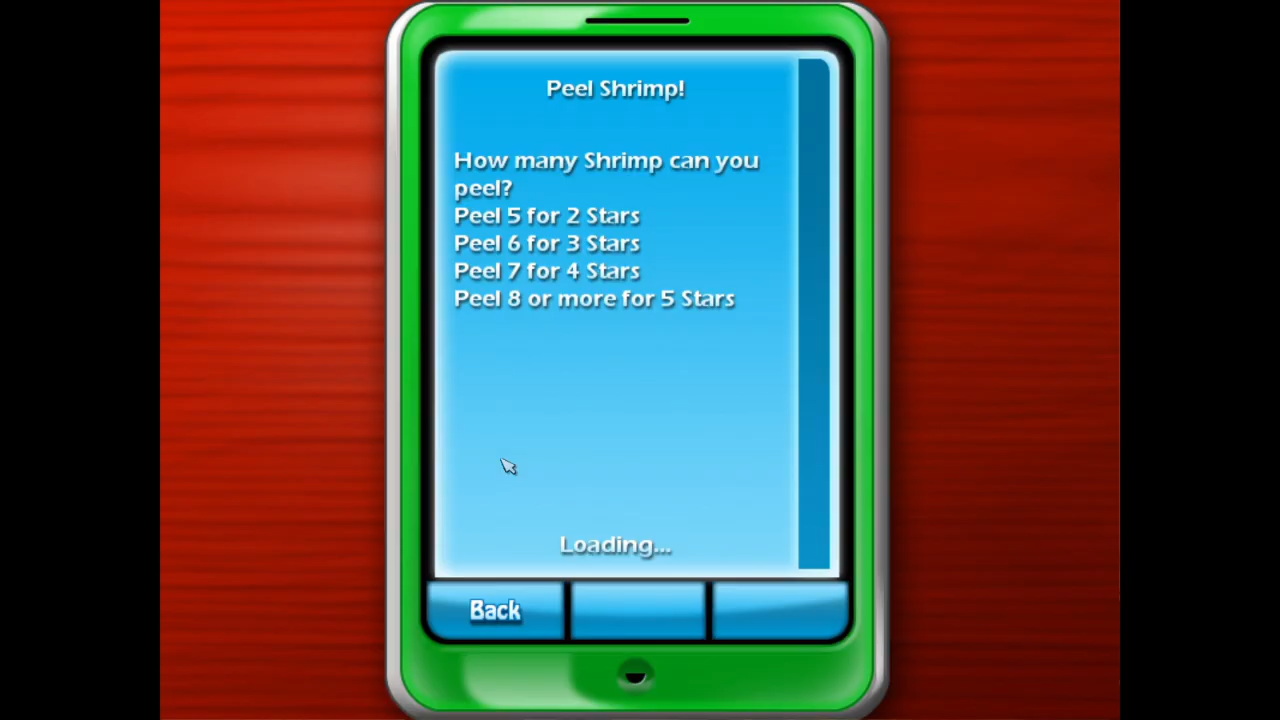 Peel Shrimp!
How many Shrimp can you
peel?
Peel 5 for 2 Stars
Peel 6 for 3 Stars
Peel 7 for 4 Stars
Peel 8 or more for 5 Stars
Loading...
Back